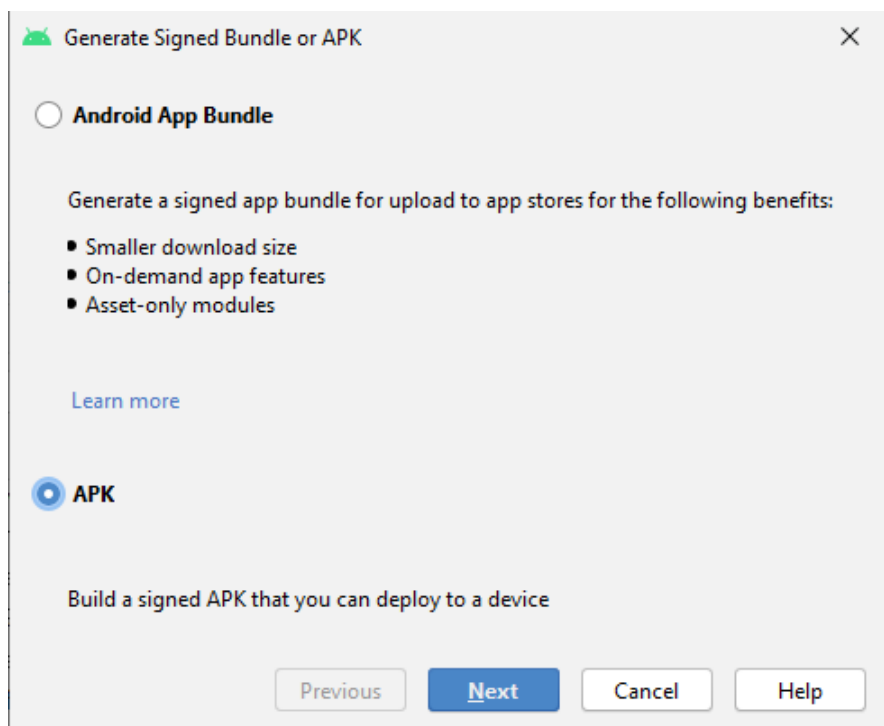 Generate Signed Bundle or APK
Android App Bundle
Generate a signed app bundle for upload to app stores for the following benefits:
• Smaller download size
• On-demand app features
• Asset-only modules
Learn more
APK
Build a signed APK that you can deploy to a device
Previous Next Cancel Help